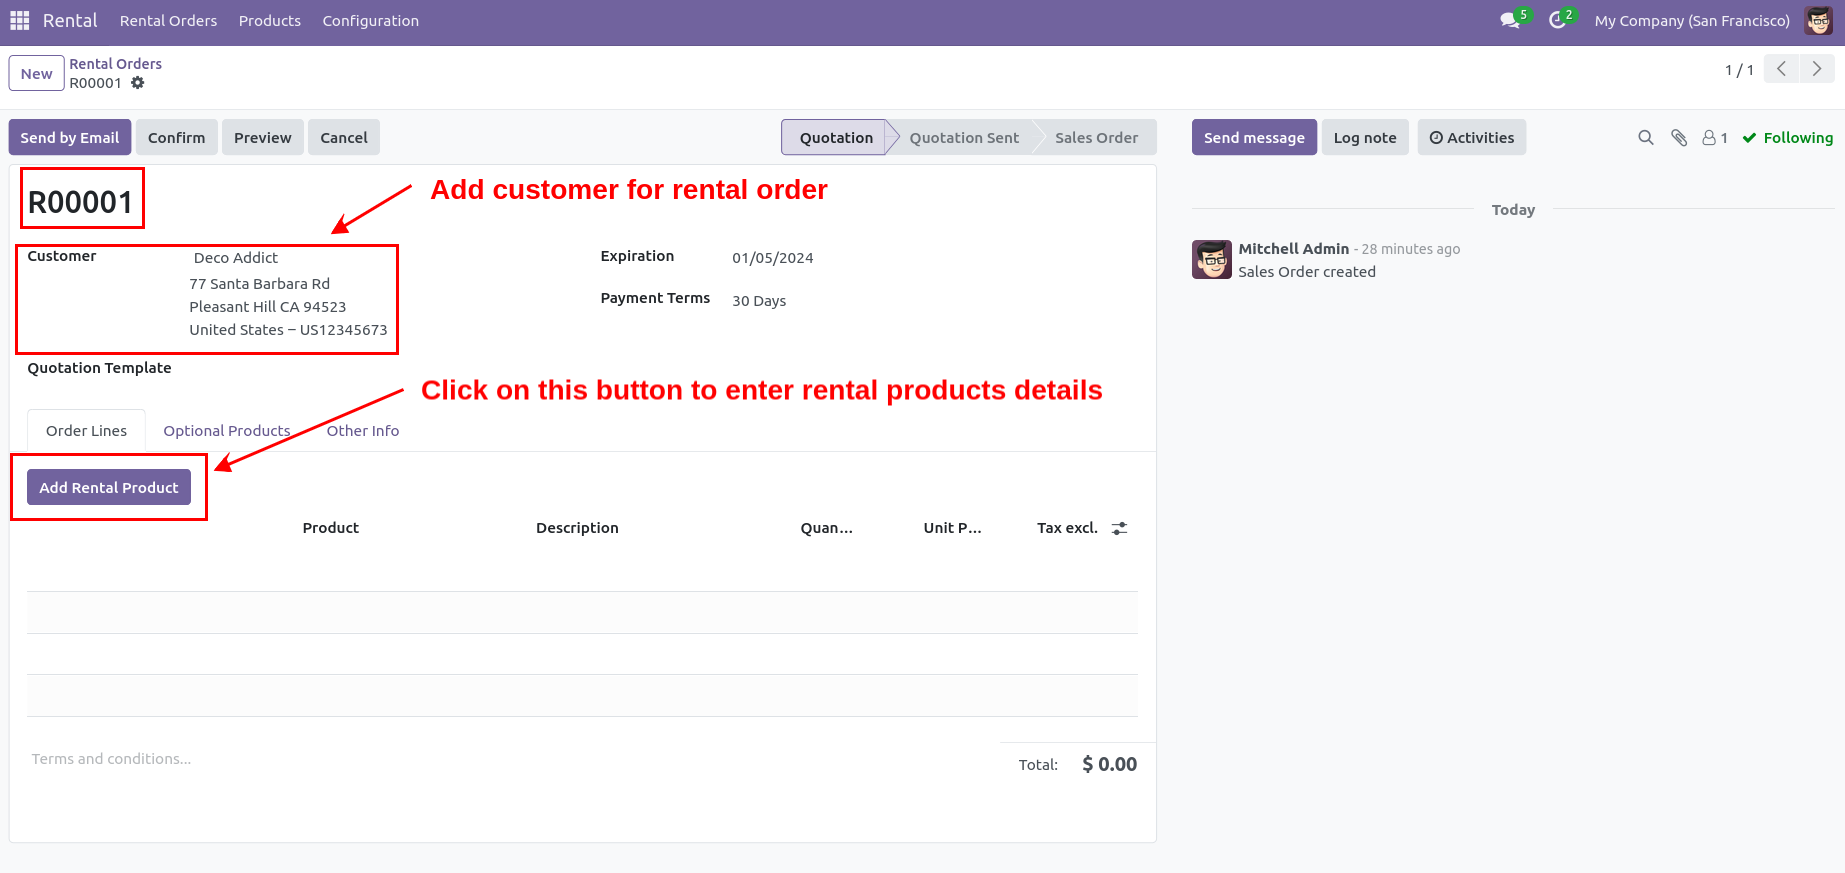 Rental Rental Orders Products Configuration 5 2 My Company (San Francisco)
New Rental Orders
R00001
1 / 1
Send by Email Confirm Preview Cancel Quotation Quotation Sent Sales Order Send message Log note Activities 1 Following
R00001
Add customer for rental order
Customer Deco Addict
77 Santa Barbara Rd
Pleasant Hill CA 94523
United States – US12345673
Expiration 01/05/2024
Payment Terms 30 Days
Quotation Template
Click on this button to enter rental products details
Order Lines Optional Products Other Info
Add Rental Product
Product Description Quan... Unit P... Tax excl.
Terms and conditions...
Total: $ 0.00
Today
Mitchell Admin - 28 minutes ago
Sales Order created